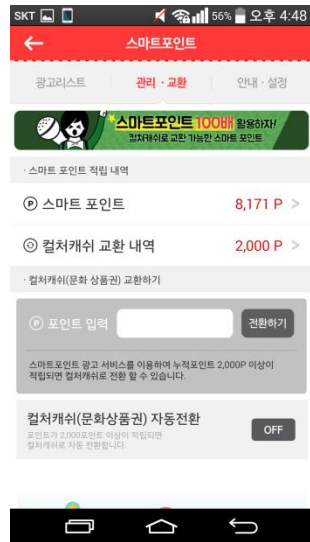 SKT 56% 오후 4:48
스마트포인트
광고리스트 관리 · 교환 안내 · 설정
스마트포인트 100배 활용하자!
컬처캐쉬로 교환 가능한 스마트 포인트
· 스마트 포인트 적립 내역
P 스마트 포인트 8,171 P >
컬처캐쉬 교환 내역 2,000 P >
· 컬처캐쉬(문화 상품권) 교환하기
P 포인트 입력 전환하기
스마트포인트 광고 서비스를 이용하여 누적포인트 2,000P 이상이
적립되면 컬처캐쉬로 전환 할 수 있습니다.
컬처캐쉬(문화상품권) 자동전환
포인트가 2,000포인트 이상이 적립되면
컬처캐쉬로 자동 전환합니다.
OFF